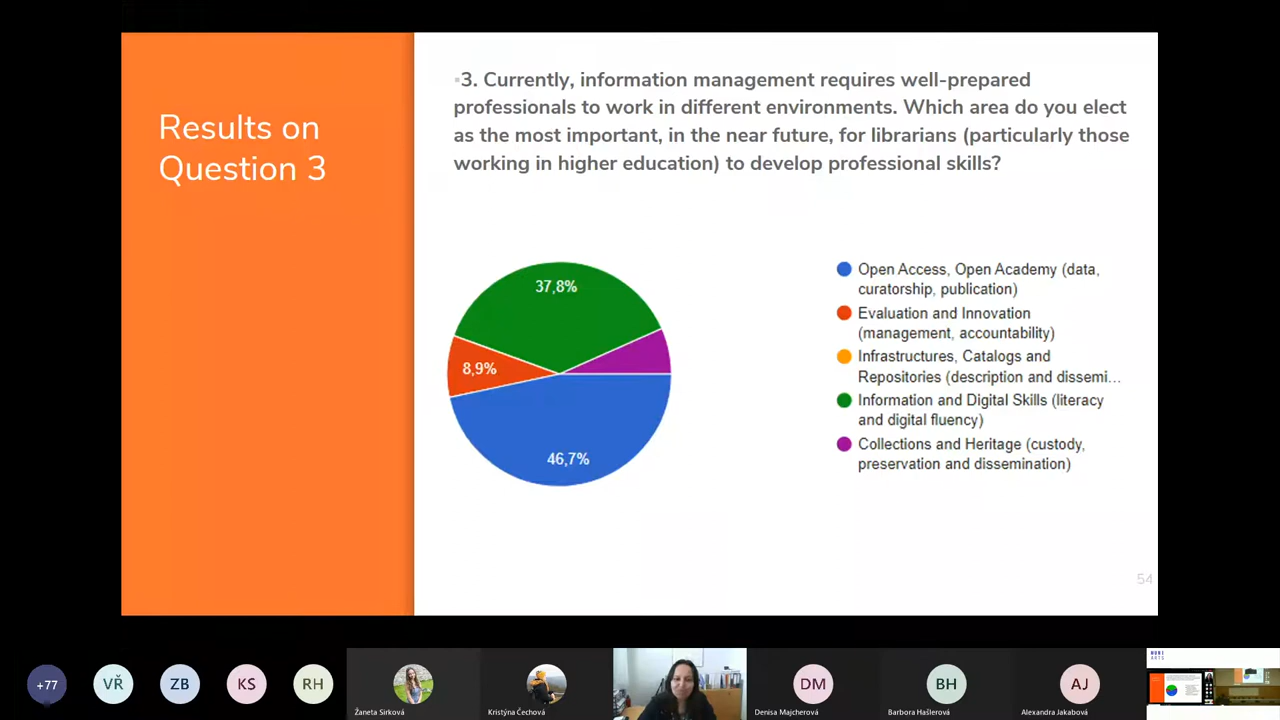 Results on
Question 3
3. Currently, information management requires well-prepared
professionals to work in different environments. Which area do you elect
as the most important, in the near future, for librarians (particularly those
working in higher education) to develop professional skills?
37,8%
8,9%
46,7%
Open Access, Open Academy (data,
curatorship, publication)
Evaluation and Innovation
(management, accountability)
Infrastructures, Catalogs and
Repositories (description and dissemi...
Information and Digital Skills (literacy
and digital fluency)
Collections and Heritage (custody,
preservation and dissemination)
54
+77
VŘ
ZB
KS
RH
Žaneta Sirková
Kristýna Čechová
DM
Denisa Majcherová
BH
Barbora Hašlerová
AJ
Alexandra Jakabová
MUNI
ARTS